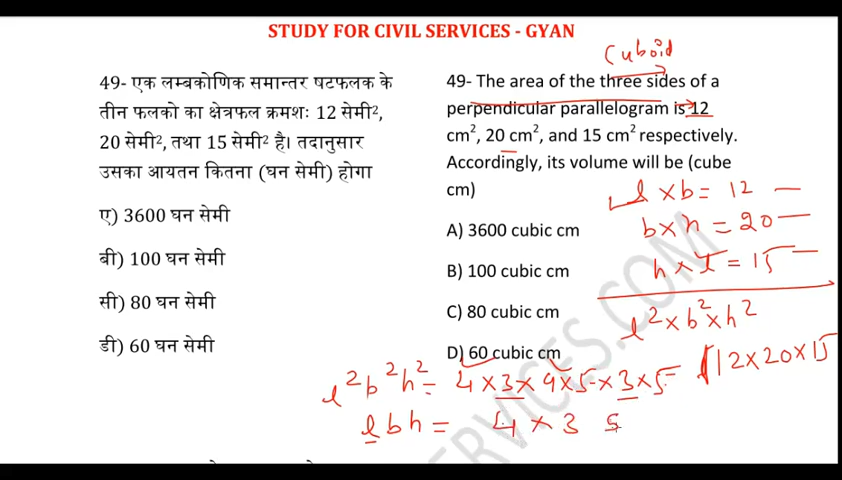 STUDY FOR CIVIL SERVICES - GYAN
Cuboid
49- एक लम्बकोणिक समान्तर षटफलक के
तीन फलको का क्षेत्रफल क्रमशः 12 सेमी²,
20 सेमी², तथा 15 सेमी² है। तदानुसार
उसका आयतन कितना (घन सेमी) होगा
ए) 3600 घन सेमी
बी) 100 घन सेमी
सी) 80 घन सेमी
डी) 60 घन सेमी
49- The area of the three sides of a
perpendicular parallelogram is 12
cm², 20 cm², and 15 cm² respectively.
Accordingly, its volume will be (cube
cm)
A) 3600 cubic cm
B) 100 cubic cm
C) 80 cubic cm
D) 60 cubic cm
l × b = 12
b × h = 20
h × l = 15
l² × b² × h²
12 × 20 × 15
l² b² h² = 4 × 3 × 4 × 5 × 3 × 5
l b h = 4 × 3 5